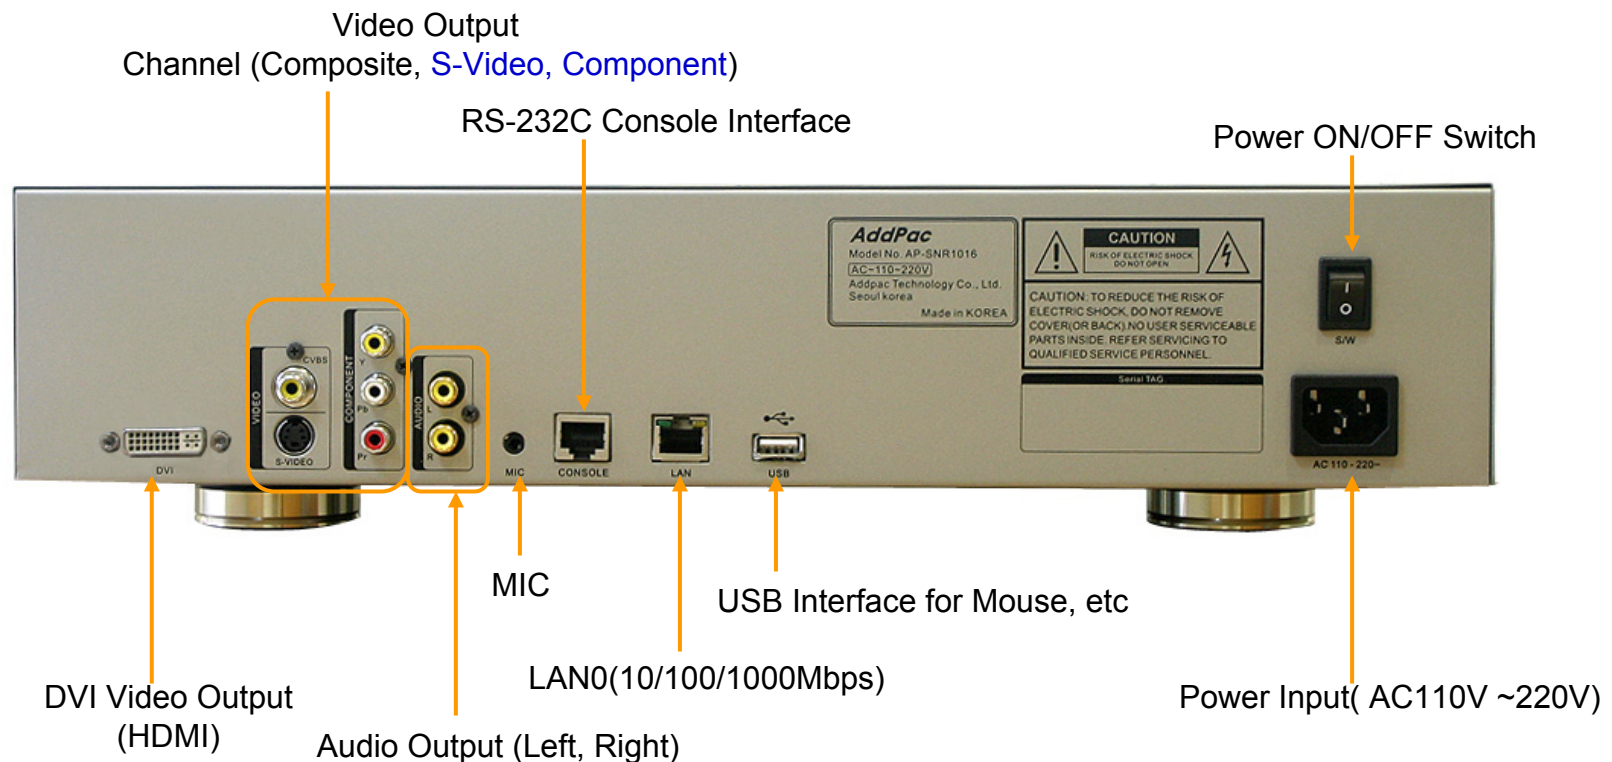 Video Output
Channel (Composite, S-Video, Component)
RS-232C Console Interface
Power ON/OFF Switch
AddPac
Model No. AP-SNR1016
AC~110~220V
Addpac Technology Co., Ltd.
Seoul korea
Made in KOREA
CAUTION
RISK OF ELECTRIC SHOCK
DO NOT OPEN
CAUTION: TO REDUCE THE RISK OF
ELECTRIC SHOCK, DO NOT REMOVE
COVER(OR BACK).NO USER SERVICEABLE
PARTS INSIDE. REFER SERVICING TO
QUALIFIED SERVICE PERSONNEL.
Serial TAG
I
O
S/W
AC 110 - 220~
VIDEO
CVBS
S-VIDEO
COMPONENT
Y
Pb
Pr
AUDIO
L
R
DVI
MIC
CONSOLE
LAN
USB
MIC
USB Interface for Mouse, etc
LAN0(10/100/1000Mbps)
DVI Video Output
(HDMI)
Audio Output (Left, Right)
Power Input( AC110V ~220V)